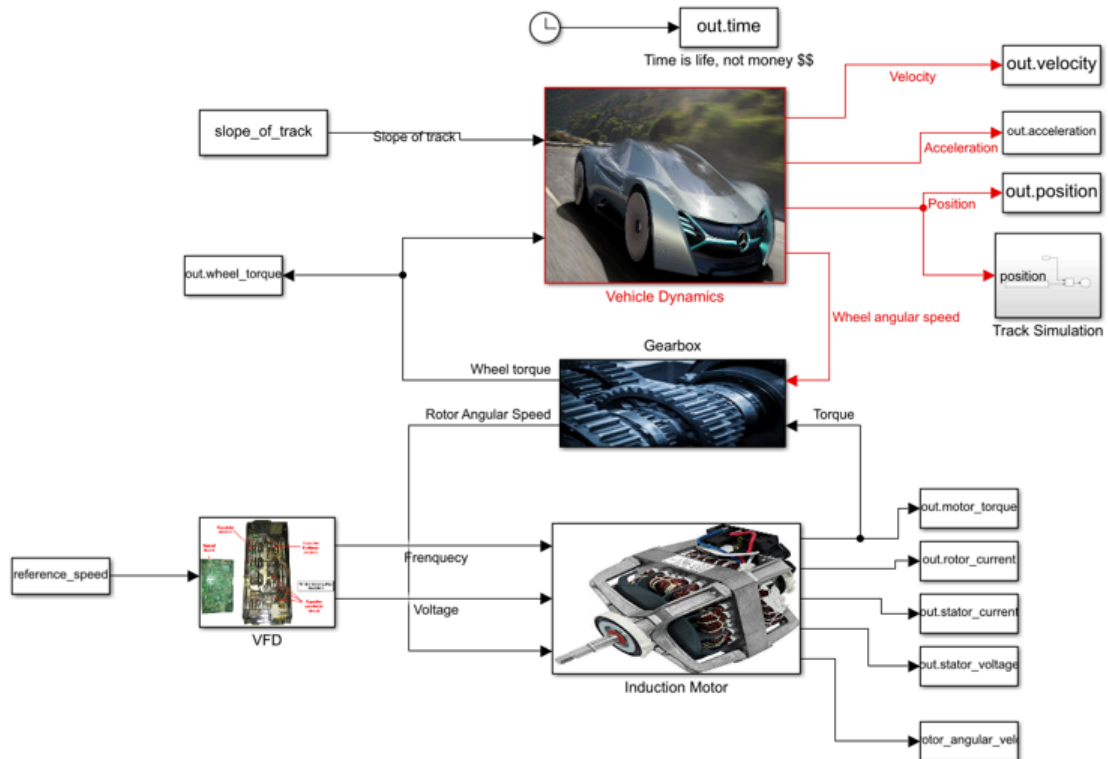 out.time
Time is life, not money $$
out.velocity
Velocity
slope_of_track
Slope of track
out.acceleration
Acceleration
out.position
Position
out.wheel_torque
position
Vehicle Dynamics
Wheel angular speed
Track Simulation
Gearbox
Wheel torque
Rotor Angular Speed
Torque
out.motor_torque
Frenquecy
out.rotor_current
reference_speed
Voltage
out.stator_current
VFD
out.stator_voltage
Induction Motor
otor_angular_velo